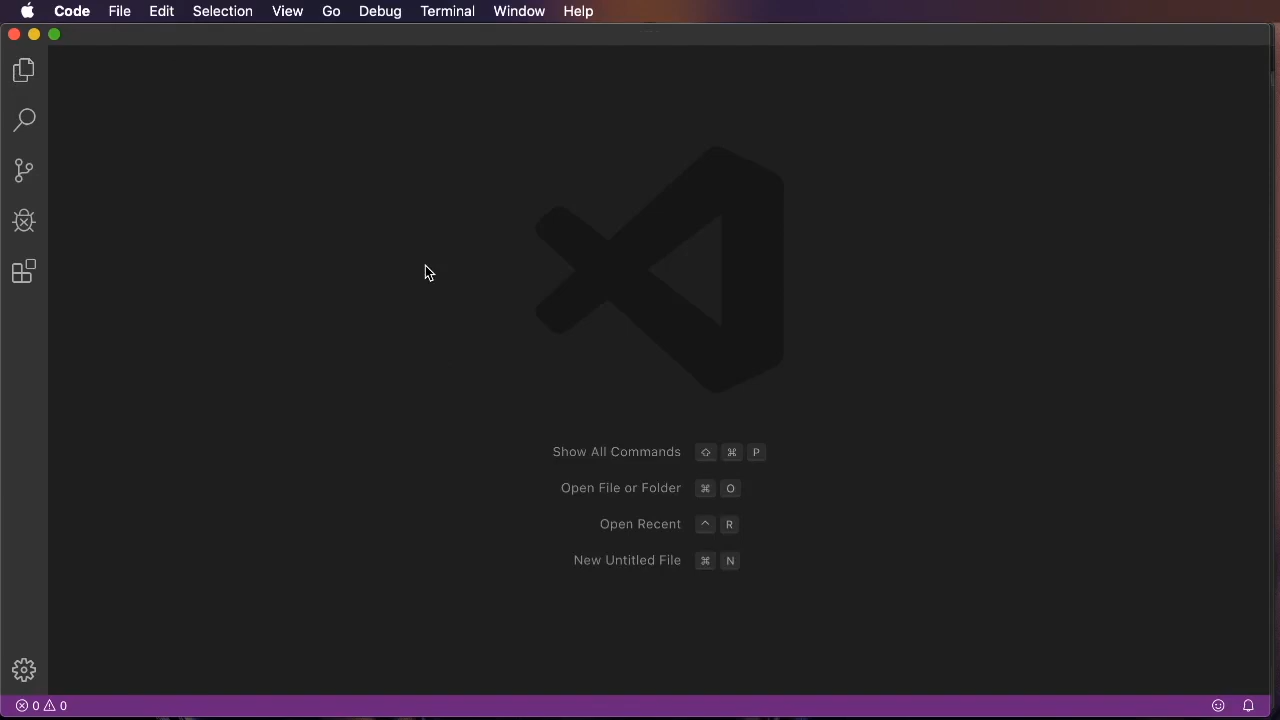 Code File Edit Selection View Go Debug Terminal Window Help
Show All Commands ⇧ ⌘ P
Open File or Folder ⌘ O
Open Recent ^ R
New Untitled File ⌘ N
0 0